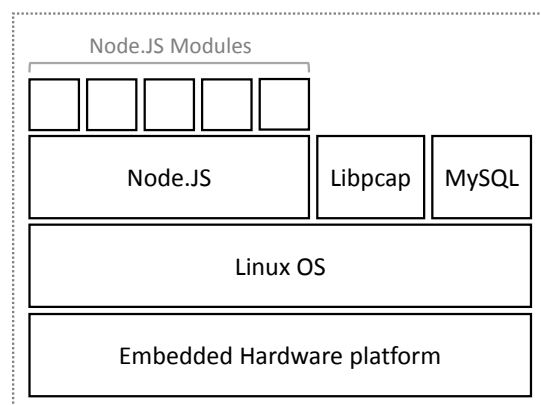 Node.JS Modules
Node.JS
Libpcap
MySQL
Linux OS
Embedded Hardware platform